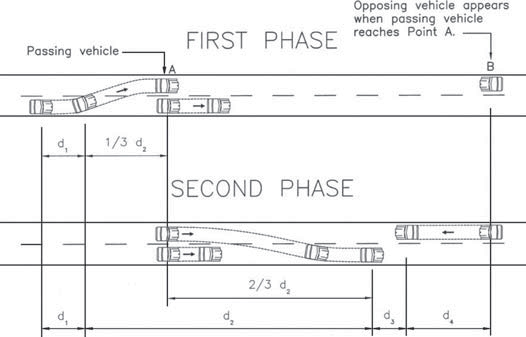 Opposing vehicle appears
when passing vehicle
reaches Point A.
FIRST PHASE
Passing vehicle
A
B
d1
1/3 d2
SECOND PHASE
2/3 d2
d1
d2
d3
d4